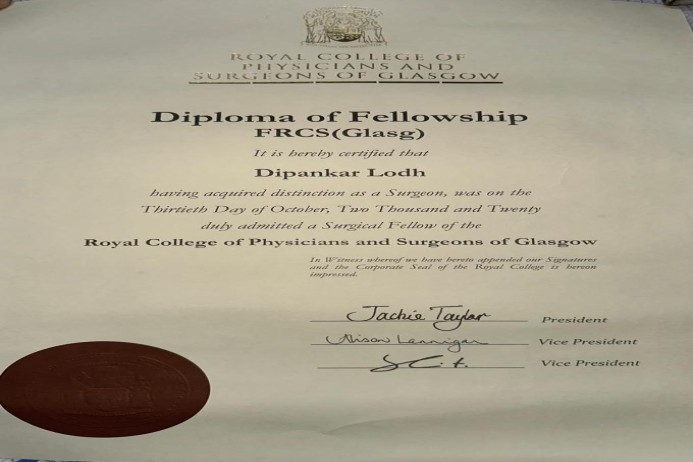 ROYAL COLLEGE OF
PHYSICIANS AND
SURGEONS OF GLASGOW
Diploma of Fellowship
FRCS(Glasg)
It is hereby certified that
Dipankar Lodh
having acquired distinction as a Surgeon, was on the
Thirtieth Day of October, Two Thousand and Twenty
duly admitted a Surgical Fellow of the
Royal College of Physicians and Surgeons of Glasgow
In Witness whereof we have hereto appended our Signatures
and the Corporate Seal of the Royal College is hereon
impressed.
Jackie Taylor President
Alison Lannigan Vice President
Vice President